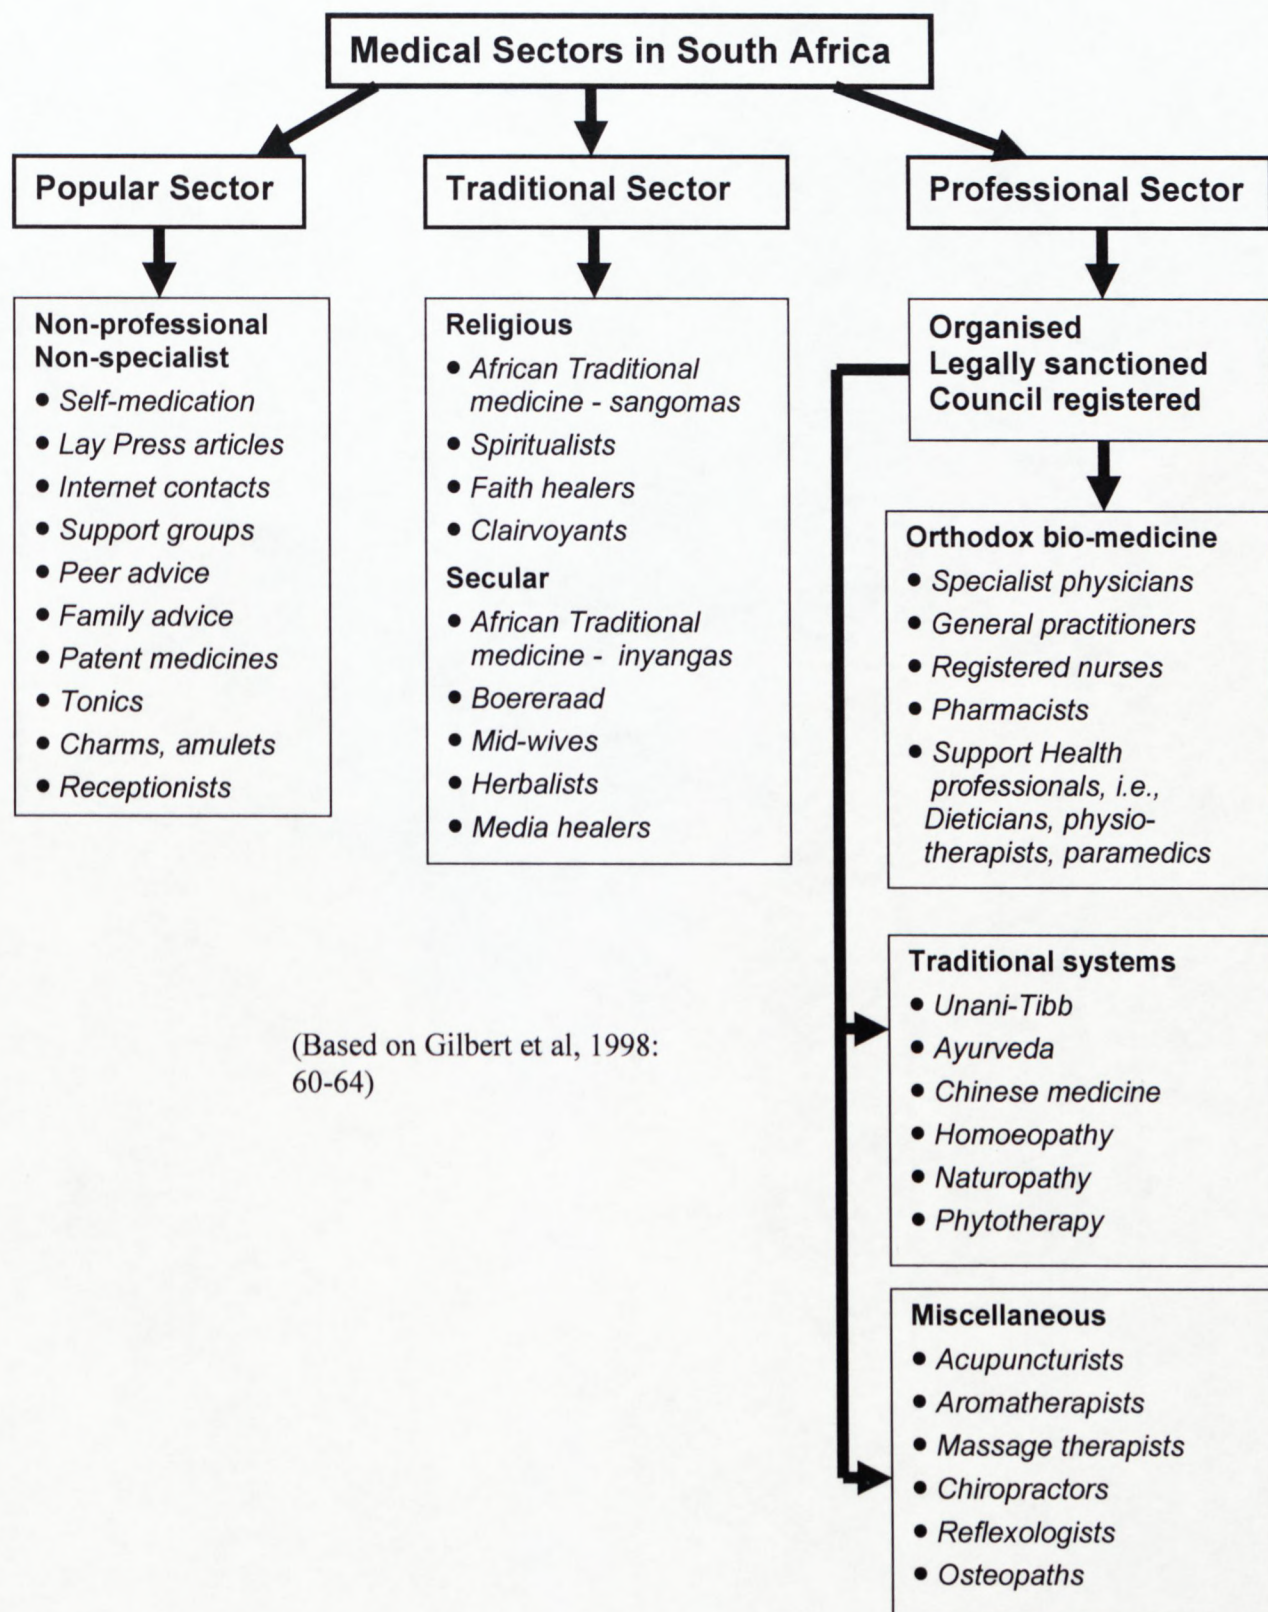 Medical Sectors in South Africa
Popular Sector
Traditional Sector
Professional Sector
Non-professional
Non-specialist
• Self-medication
• Lay Press articles
• Internet contacts
• Support groups
• Peer advice
• Family advice
• Patent medicines
• Tonics
• Charms, amulets
• Receptionists
Religious
• African Traditional
medicine - sangomas
• Spiritualists
• Faith healers
• Clairvoyants
Secular
• African Traditional
medicine - inyangas
• Boereraad
• Mid-wives
• Herbalists
• Media healers
Organised
Legally sanctioned
Council registered
Orthodox bio-medicine
• Specialist physicians
• General practitioners
• Registered nurses
• Pharmacists
• Support Health
professionals, i.e.,
Dieticians, physio-
therapists, paramedics
Traditional systems
• Unani-Tibb
• Ayurveda
• Chinese medicine
• Homoeopathy
• Naturopathy
• Phytotherapy
Miscellaneous
• Acupuncturists
• Aromatherapists
• Massage therapists
• Chiropractors
• Reflexologists
• Osteopaths
(Based on Gilbert et al, 1998:
60-64)